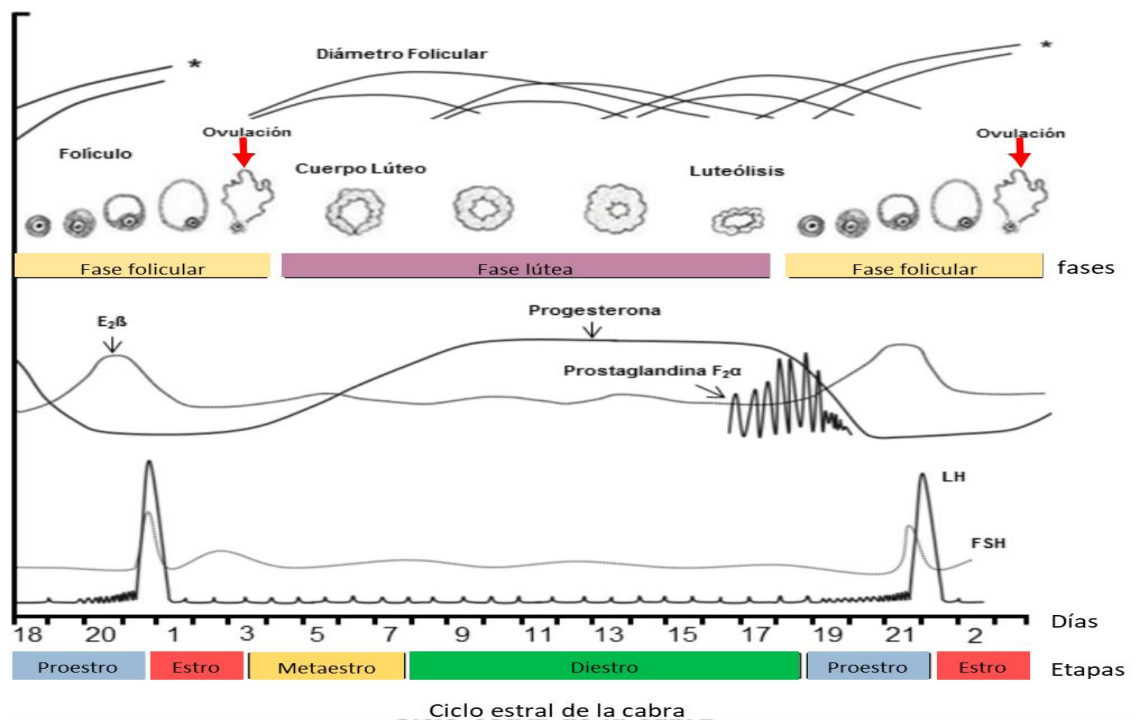 *
Diámetro Folicular
*
Ovulación
Ovulación
Folículo
Cuerpo Lúteo
Luteólisis
Fase folicular
Fase lútea
Fase folicular
fases
E₂ß
Progesterona
Prostaglandina F₂α
LH
FSH
18 20 1 3 5 7 9 11 13 15 17 19 21 2
Días
Proestro
Estro
Metaestro
Diestro
Proestro
Estro
Etapas
Ciclo estral de la cabra